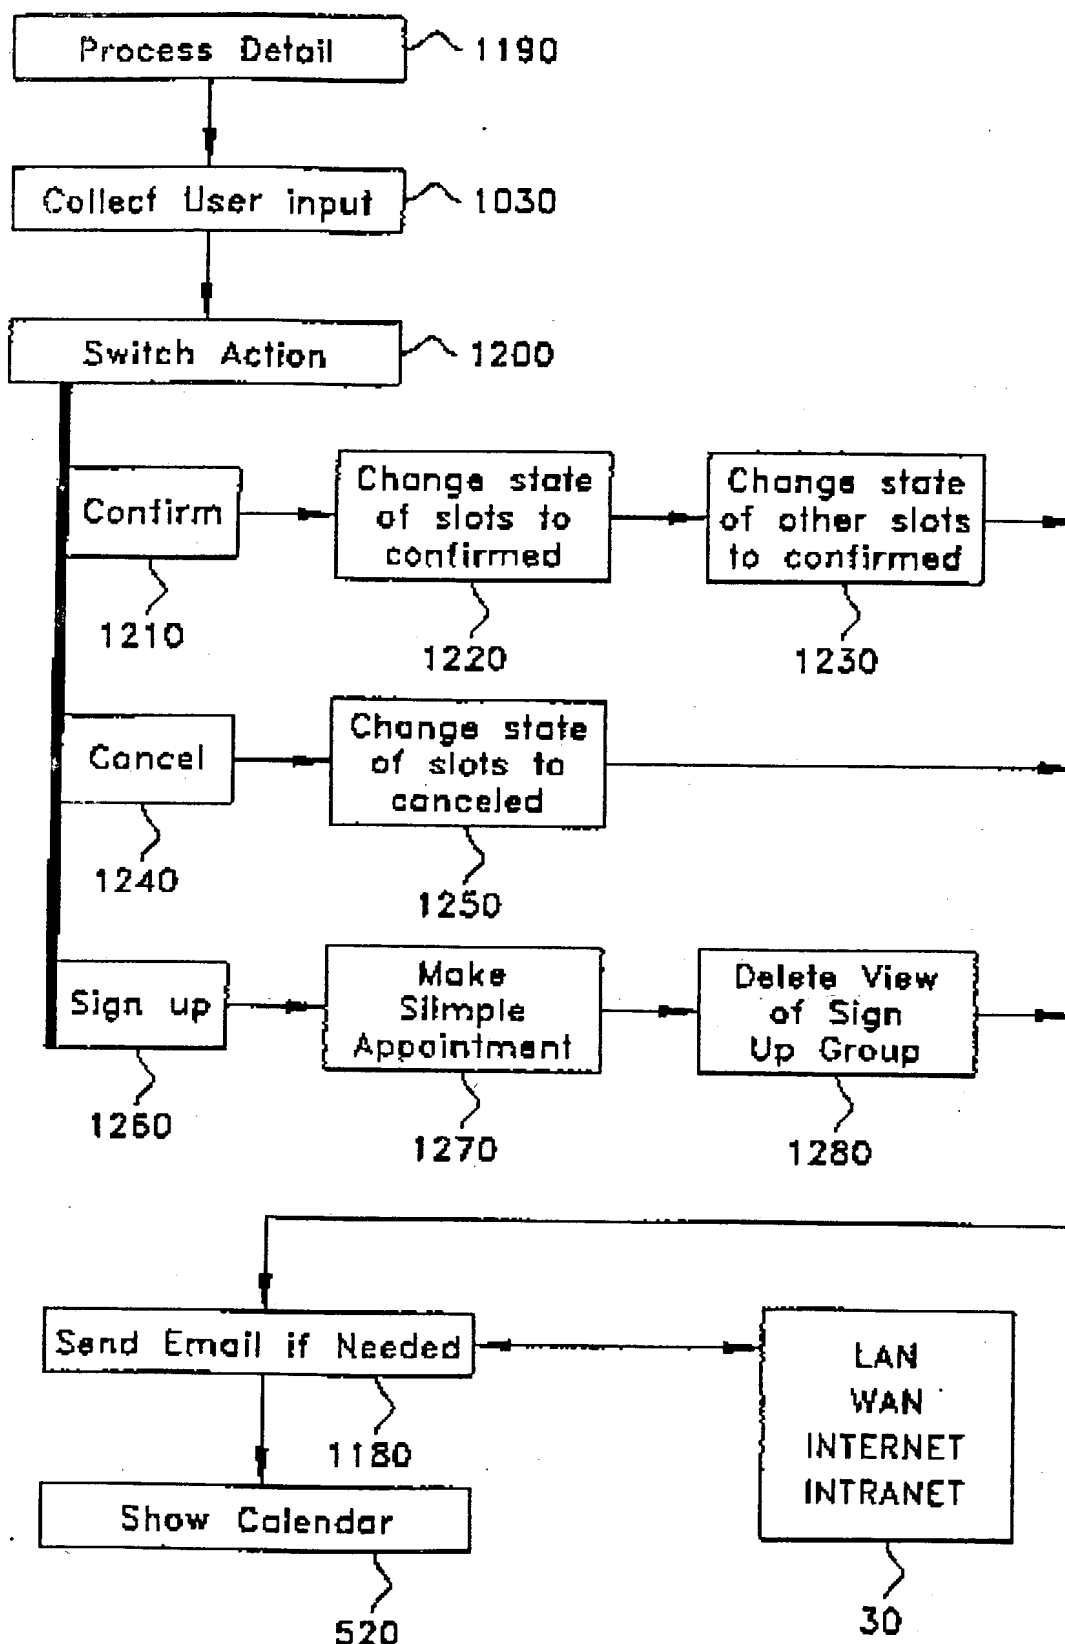 Process Detail
1190
Collecf User input
1030
Switch Action
1200
Confirm
1210
Change state
of slots to
confirmed
1220
Change state
of other slots
to confirmed
1230
Cancel
1240
Change state
of slots to
canceled
1250
Sign up
1260
Make
Silmple
Appointment
1270
Delete View
of Sign
Up Group
1280
Send Email if Needed
1180
LAN
WAN
INTERNET
INTRANET
30
Show Calendar
520